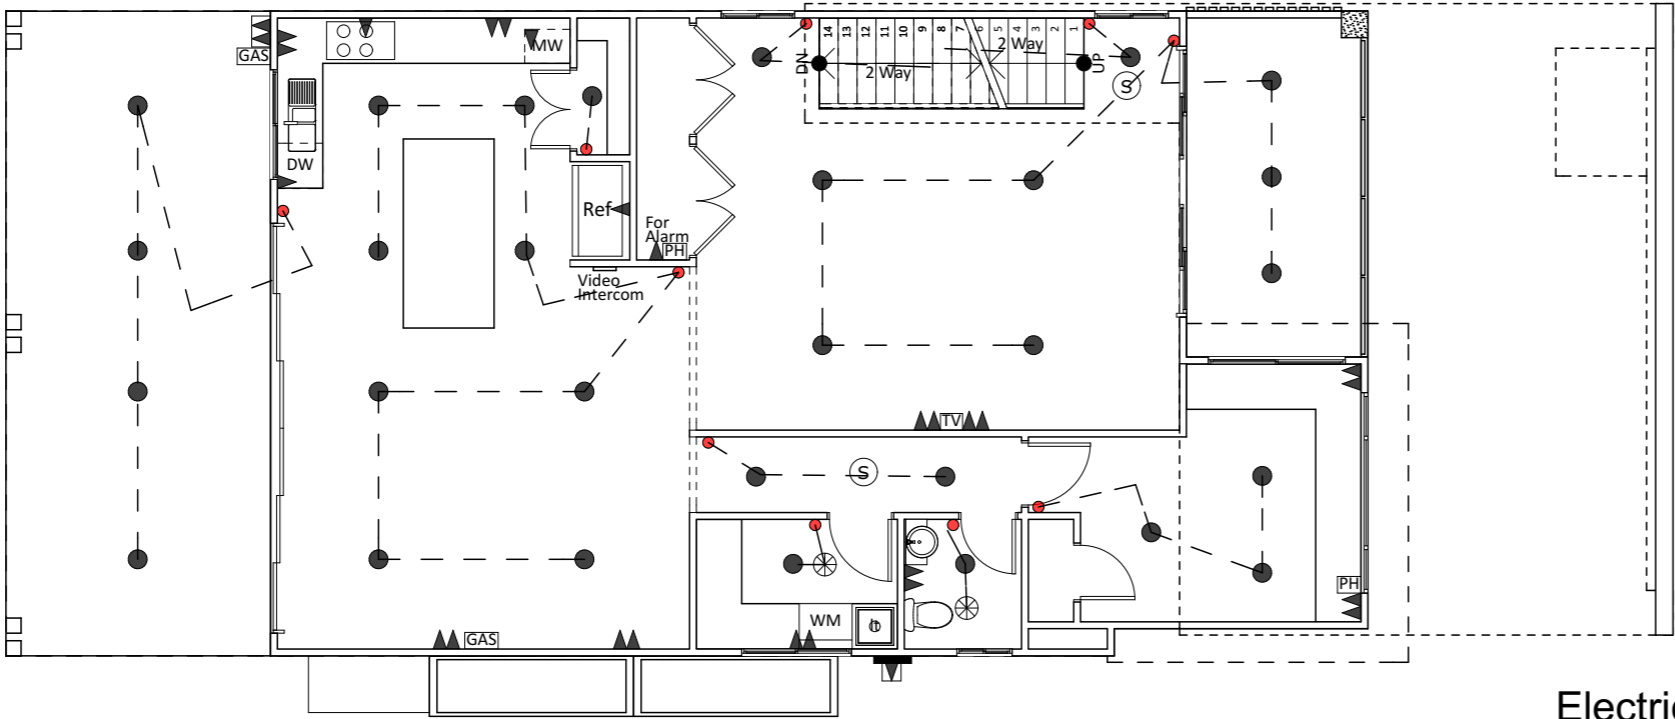 GAS
MW
14 13 12 11 10 9 8 7 6 5 4 3 2 1
DN
2 Way
2 Way
UP
S
DW
Ref
For
Alarm
PH
Video
Intercom
TV
S
PH
WM
GAS
Electric